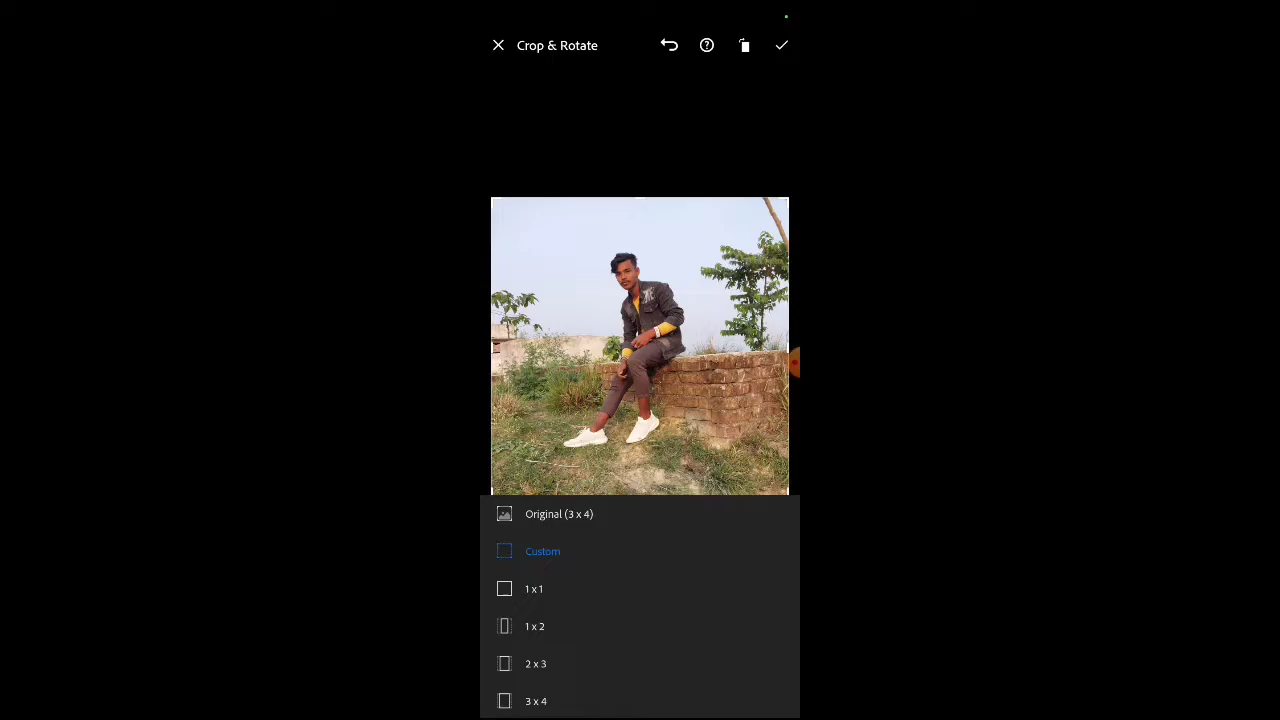 Crop & Rotate
Original (3 x 4)
Custom
1 x 1
1 x 2
2 x 3
3 x 4